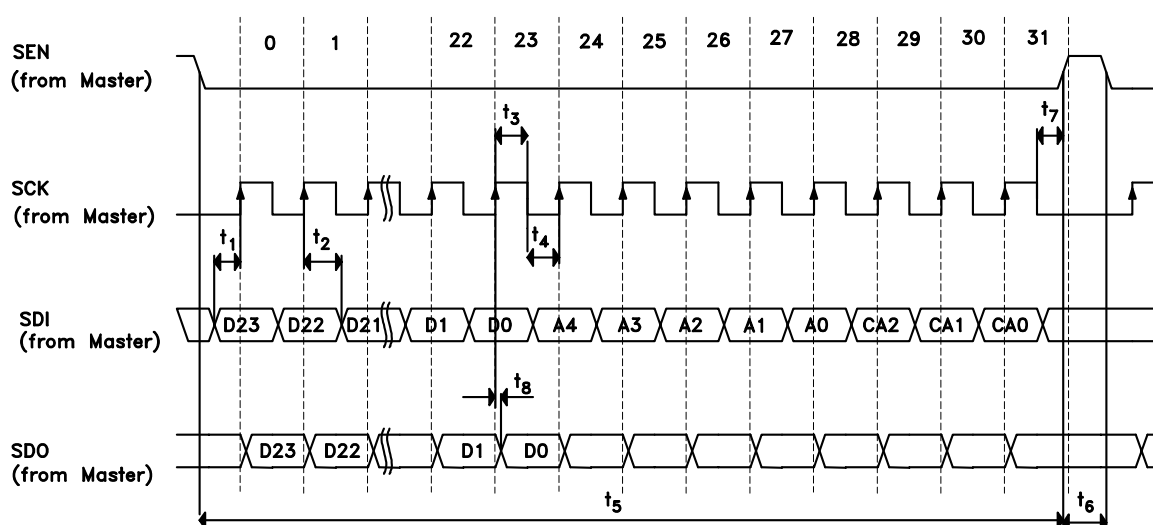 0 1 22 23 24 25 26 27 28 29 30 31
SEN
(from Master)
t3
t7
SCK
(from Master)
t1 t2 t4
SDI
(from Master)
D23 D22 D21 D1 D0 A4 A3 A2 A1 A0 CA2 CA1 CA0
t8
SDO
(from Master)
D23 D22 D1 D0
t5 t6